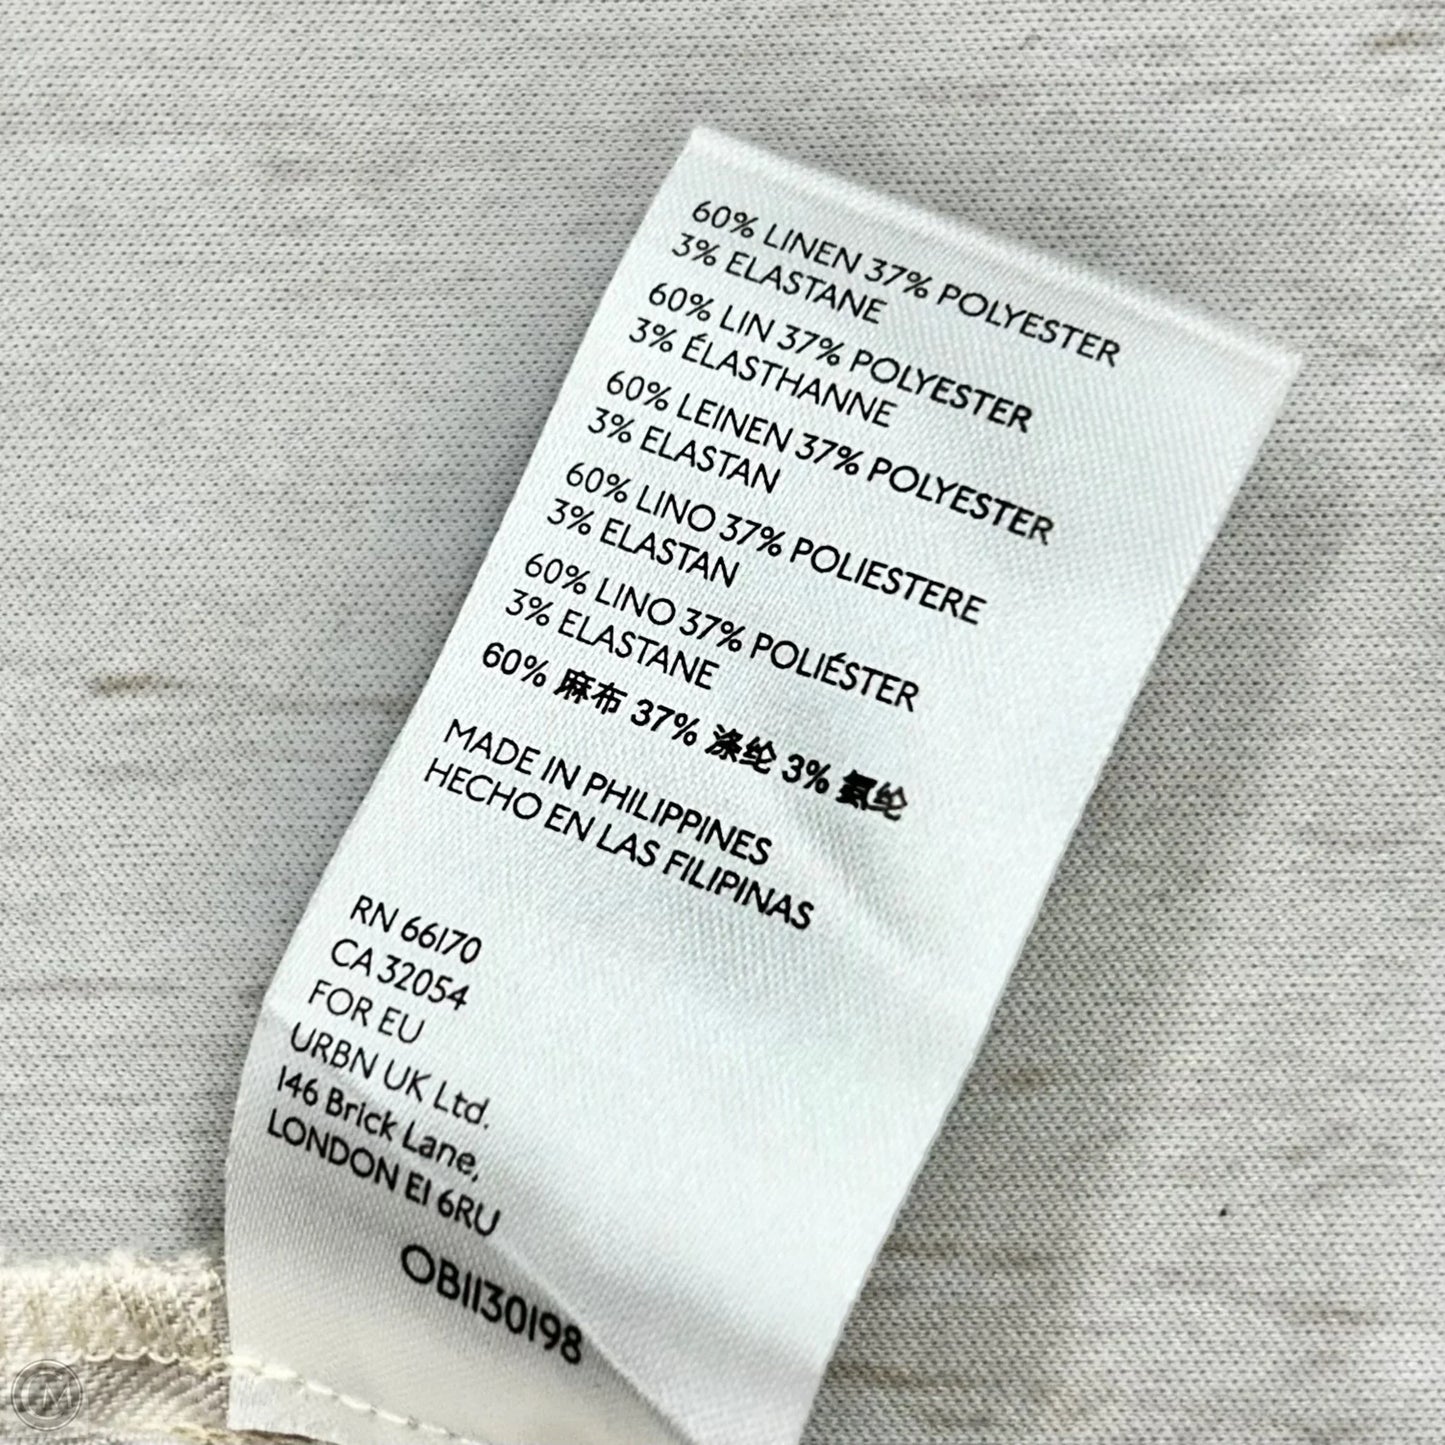 60% LINEN 37% POLYESTER
3% ELASTANE
60% LIN 37% POLYESTER
3% ÉLASTHANNE
60% LEINEN 37% POLYESTER
3% ELASTAN
60% LINO 37% POLIESTERE
3% ELASTAN
60% LINO 37% POLIÉSTER
3% ELASTANE
60% 麻布 37% 涤纶 3% 氨纶
MADE IN PHILIPPINES
HECHO EN LAS FILIPINAS
RN 66170
CA 32054
FOR EU
URBN UK Ltd.
146 Brick Lane,
LONDON E1 6RU
OB1130198